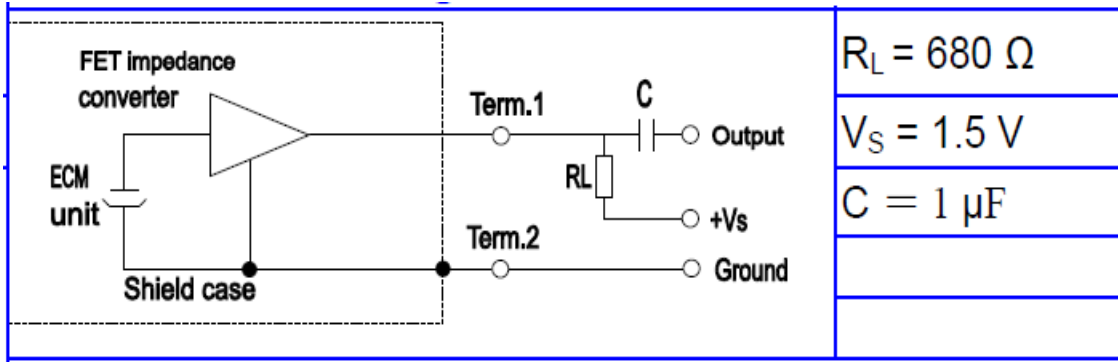 FET impedance
converter
ECM
unit
Shield case
Term.1
Term.2
C
RL
Output
+Vs
Ground
RL = 680 Ω
VS = 1.5 V
C = 1 µF